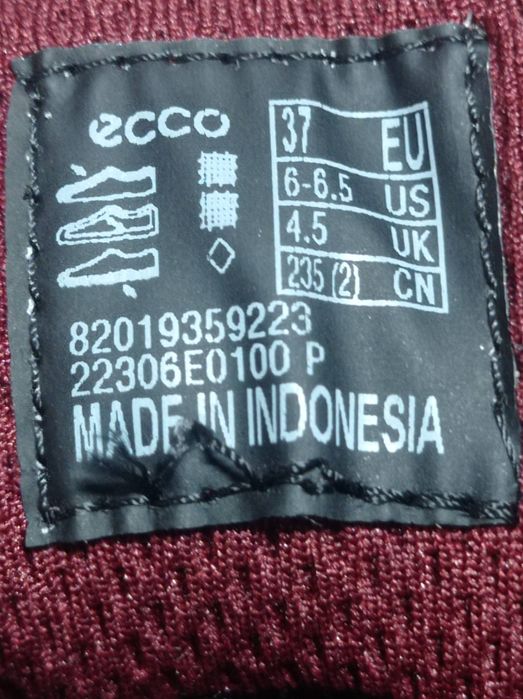 ecco
37 EU
6-6.5 US
4.5 UK
235 (2) CN
82019359223
22306E0100 P
MADE IN INDONESIA